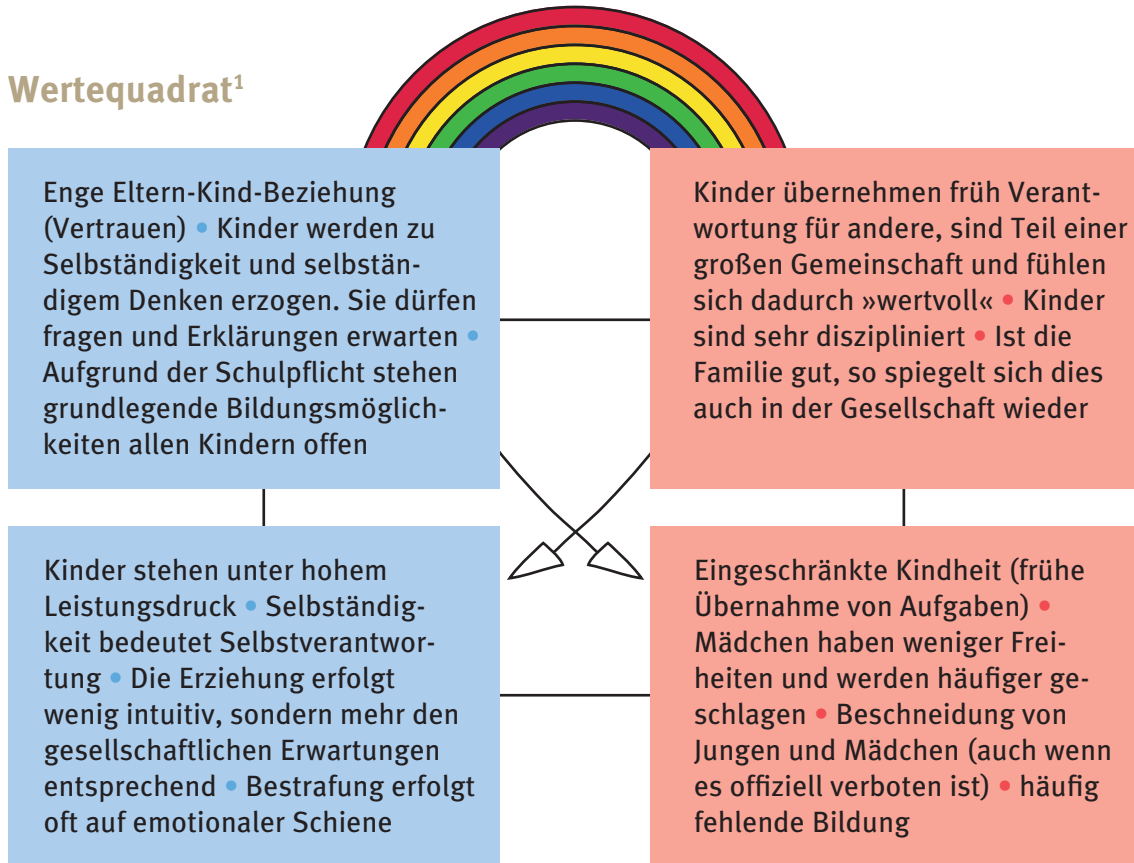 Wertequadrat¹
Enge Eltern-Kind-Beziehung
(Vertrauen) • Kinder werden zu
Selbständigkeit und selbstän-
digem Denken erzogen. Sie dürfen
fragen und Erklärungen erwarten •
Aufgrund der Schulpflicht stehen
grundlegende Bildungsmöglich-
keiten allen Kindern offen
Kinder übernehmen früh Verant-
wortung für andere, sind Teil einer
großen Gemeinschaft und fühlen
sich dadurch »wertvoll« • Kinder
sind sehr diszipliniert • Ist die
Familie gut, so spiegelt sich dies
auch in der Gesellschaft wieder
Kinder stehen unter hohem
Leistungsdruck • Selbständig-
keit bedeutet Selbstverantwor-
tung • Die Erziehung erfolgt
wenig intuitiv, sondern mehr den
gesellschaftlichen Erwartungen
entsprechend • Bestrafung erfolgt
oft auf emotionaler Schiene
Eingeschränkte Kindheit (frühe
Übernahme von Aufgaben) •
Mädchen haben weniger Frei-
heiten und werden häufiger ge-
schlagen • Beschneidung von
Jungen und Mädchen (auch wenn
es offiziell verboten ist) • häufig
fehlende Bildung